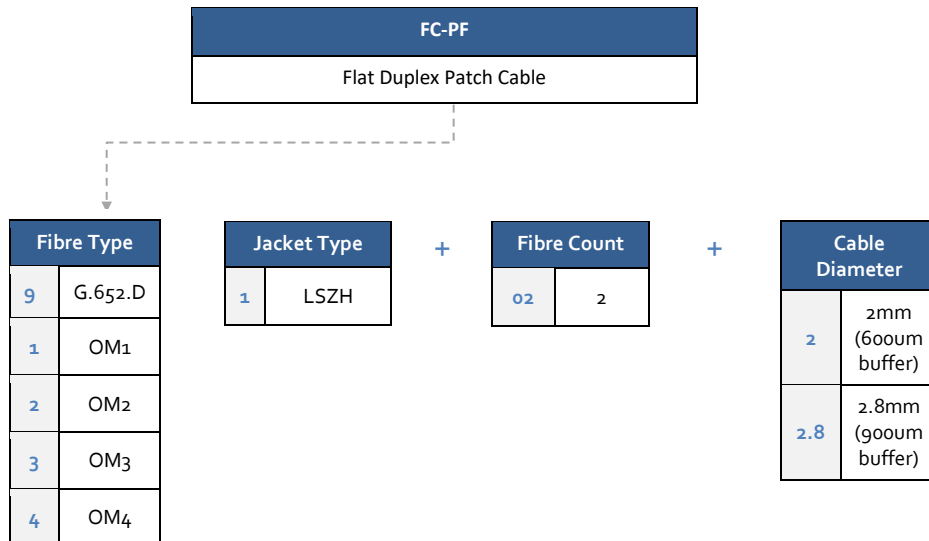 FC-PF
Flat Duplex Patch Cable
Fibre Type
9 G.652.D
1 OM1
2 OM2
3 OM3
4 OM4
Jacket Type
1 LSZH
+
Fibre Count
02 2
+
Cable
Diameter
2 2mm
(600um
buffer)
2.8 2.8mm
(900um
buffer)